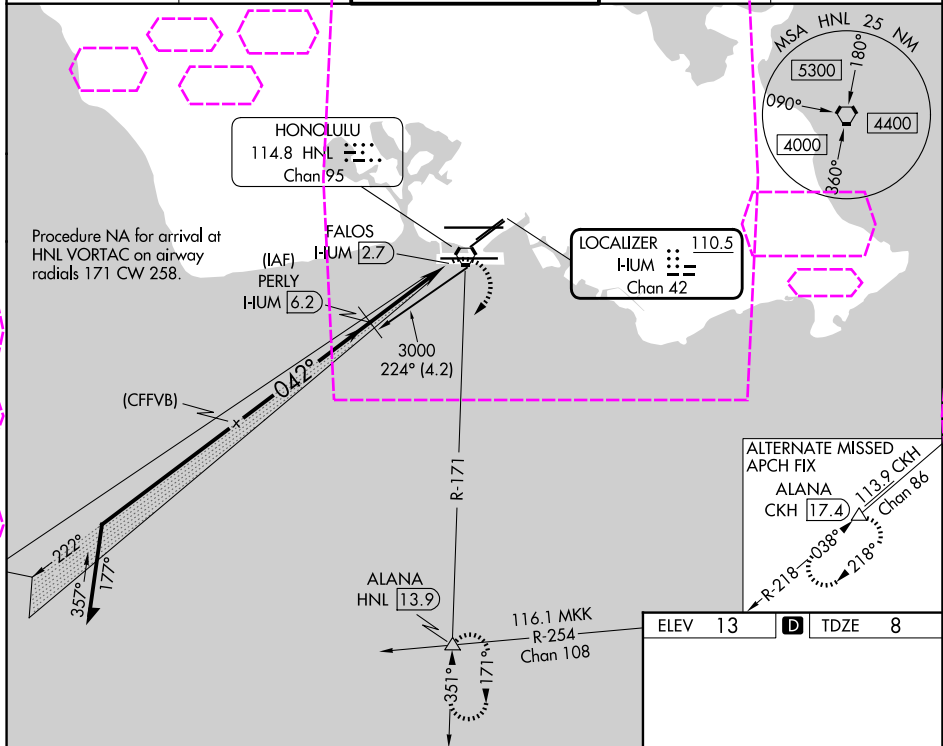 MSA HNL 25 NM
5300
180°
090°
4400
4000
360°
HONOLULU
114.8 HNL
Chan 95
Procedure NA for arrival at
HNL VORTAC on airway
radials 171 CW 258.
FALOS
I-IUM 2.7
(IAF)
PERLY
I-IUM 6.2
LOCALIZER 110.5
I-IUM
Chan 42
3000
224° (4.2)
042°
(CFFVB)
R-171
222°
357°
177°
ALANA
HNL 13.9
116.1 MKK
R-254
Chan 108
351°
171°
ALTERNATE MISSED
APCH FIX
113.9 CKH
Chan 86
ALANA
CKH 17.4
038°
218°
R-218
ELEV 13 D TDZE 8